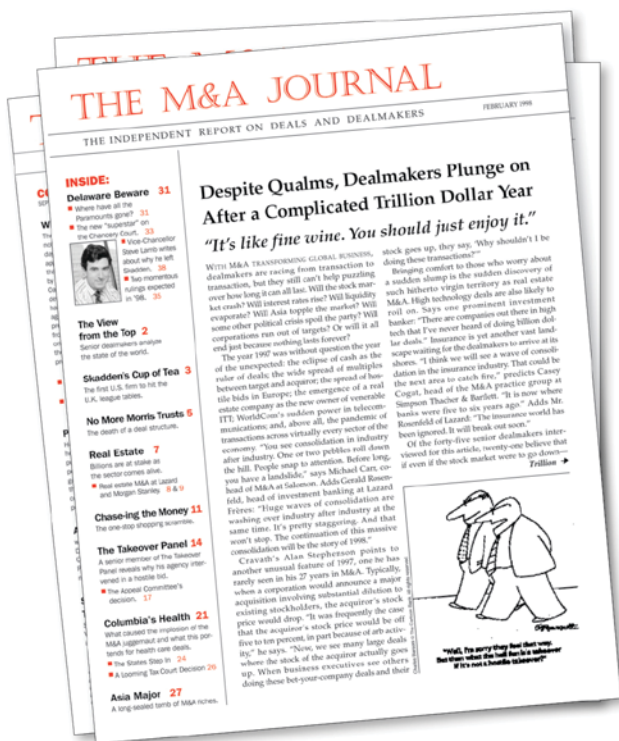 THE M&A JOURNAL
THE INDEPENDENT REPORT ON DEALS AND DEALMAKERS
FEBRUARY 1998
INSIDE:
Delaware Beware 31
Where have all the
Paramounts gone? 31
The new "superstar" on
the Chancery Court. 33
Vice-Chancellor
Steve Lamb writes
about why he left
Skadden. 38
Two momentous
rulings expected
in '98. 35
The View
from the Top 2
Senior dealmakers analyze
the state of the world.
Skadden's Cup of Tea 3
The first U.S. firm to hit the
U.K. league tables.
No More Morris Trusts 5
The death of a deal structure.
Real Estate 7
Billions are at stake as
the sector comes alive.
Real estate M&A at Lazard
and Morgan Stanley. 8 & 9
Chase-ing the Money 11
The one-stop shopping scramble.
The Takeover Panel 14
A senior member of The Takeover
Panel reveals why his agency inter-
vened in a hostile bid.
The Appeal Committee's
decision. 17
Columbia's Health 21
What caused the implosion of the
M&A juggernaut and what this por-
tends for health care deals.
The States Step In 24
A Looming Tax Court Decision 26
Asia Major 27
A long-sealed tomb of M&A riches.
Despite Qualms, Dealmakers Plunge on
After a Complicated Trillion Dollar Year
"It's like fine wine. You should just enjoy it."
WITH M&A TRANSFORMING GLOBAL BUSINESS,
dealmakers are racing from transaction to
transaction, but they still can't help puzzling
over how long it can all last. Will the stock mar-
ket crash? Will interest rates rise? Will liquidity
evaporate? Will Asia topple the market? Will
some other political crisis spoil the party? Will
corporations run out of targets? Or will it all
end just because nothing lasts forever?
The year 1997 was without question the year
of the unexpected: the eclipse of cash as the
ruler of deals; the wide spread of multiples
between target and acquiror; the spread of hos-
tile bids in Europe; the emergence of a real
estate company as the new owner of venerable
ITT; WorldCom's sudden power in telecom-
munications; and, above all, the pandemic of
transactions across virtually every sector of the
economy. "You see consolidation in industry
after industry. One or two pebbles roll down
the hill. People snap to attention. Before long,
you have a landslide," says Michael Carr, co-
head of M&A at Salomon. Adds Gerald Rosen-
feld, head of investment banking at Lazard
Frères: "Huge waves of consolidation are
washing over industry after industry at the
same time. It's pretty staggering. And that
won't stop. The continuation of this massive
consolidation will be the story of 1998."
Cravath's Alan Stephenson points to
another unusual feature of 1997, one he has
rarely seen in his 27 years in M&A. Typically,
when a corporation would announce a major
acquisition involving substantial dilution to
existing stockholders, the acquiror's stock
price would drop. "It was frequently the case
that the acquiror's stock price would be off
five to ten percent, in part because of arb activ-
ity," he says. "Now, we see many large deals
where the stock of the acquiror actually goes
up. When business executives see others
doing these bet-your-company deals and their
stock goes up, they say, 'Why shouldn't I be
doing these transactions?'"
Bringing comfort to those who worry about
a sudden slump is the sudden discovery of
such hitherto virgin territory as real estate
M&A. High technology deals are also likely to
roll on. Says one prominent investment
banker: "There are companies out there in high
tech that I've never heard of doing billion dol-
lar deals." Insurance is yet another vast land-
scape waiting for the dealmakers to arrive at its
shores. "I think we will see a wave of consoli-
dation in the insurance industry. That could be
the next area to catch fire," predicts Casey
Cogut, head of the M&A practice group at
Simpson Thacher & Bartlett. "It is now where
banks were five to six years ago." Adds Mr.
Rosenfeld of Lazard: "The insurance world has
been ignored. It will break out soon."
Of the forty-five senior dealmakers inter-
viewed for this article, twenty-one believe that
if even if the stock market were to go down—
Trillion
"Well, I'm sorry they feel that way.
But then what the hell fun is a takeover
if it's not a hostile takeover?"